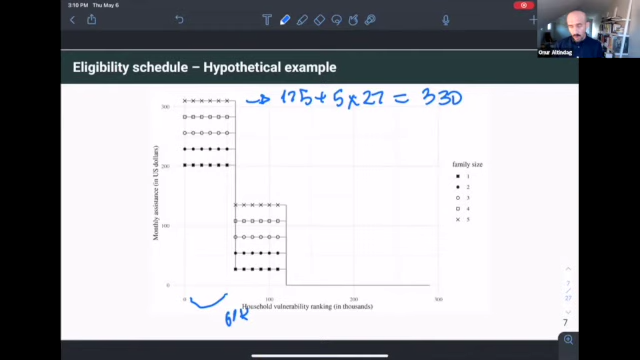 3:10 PM Thu May 6
Eligibility schedule – Hypothetical example
→ 175 + 5 x 27 = 330
Onur Altindag
Monthly assistance (in US dollars)
300
200
100
0
family size
1
2
3
4
5
0
100
200
300
Household vulnerability ranking (in thousands)
61k
7
/
27
7